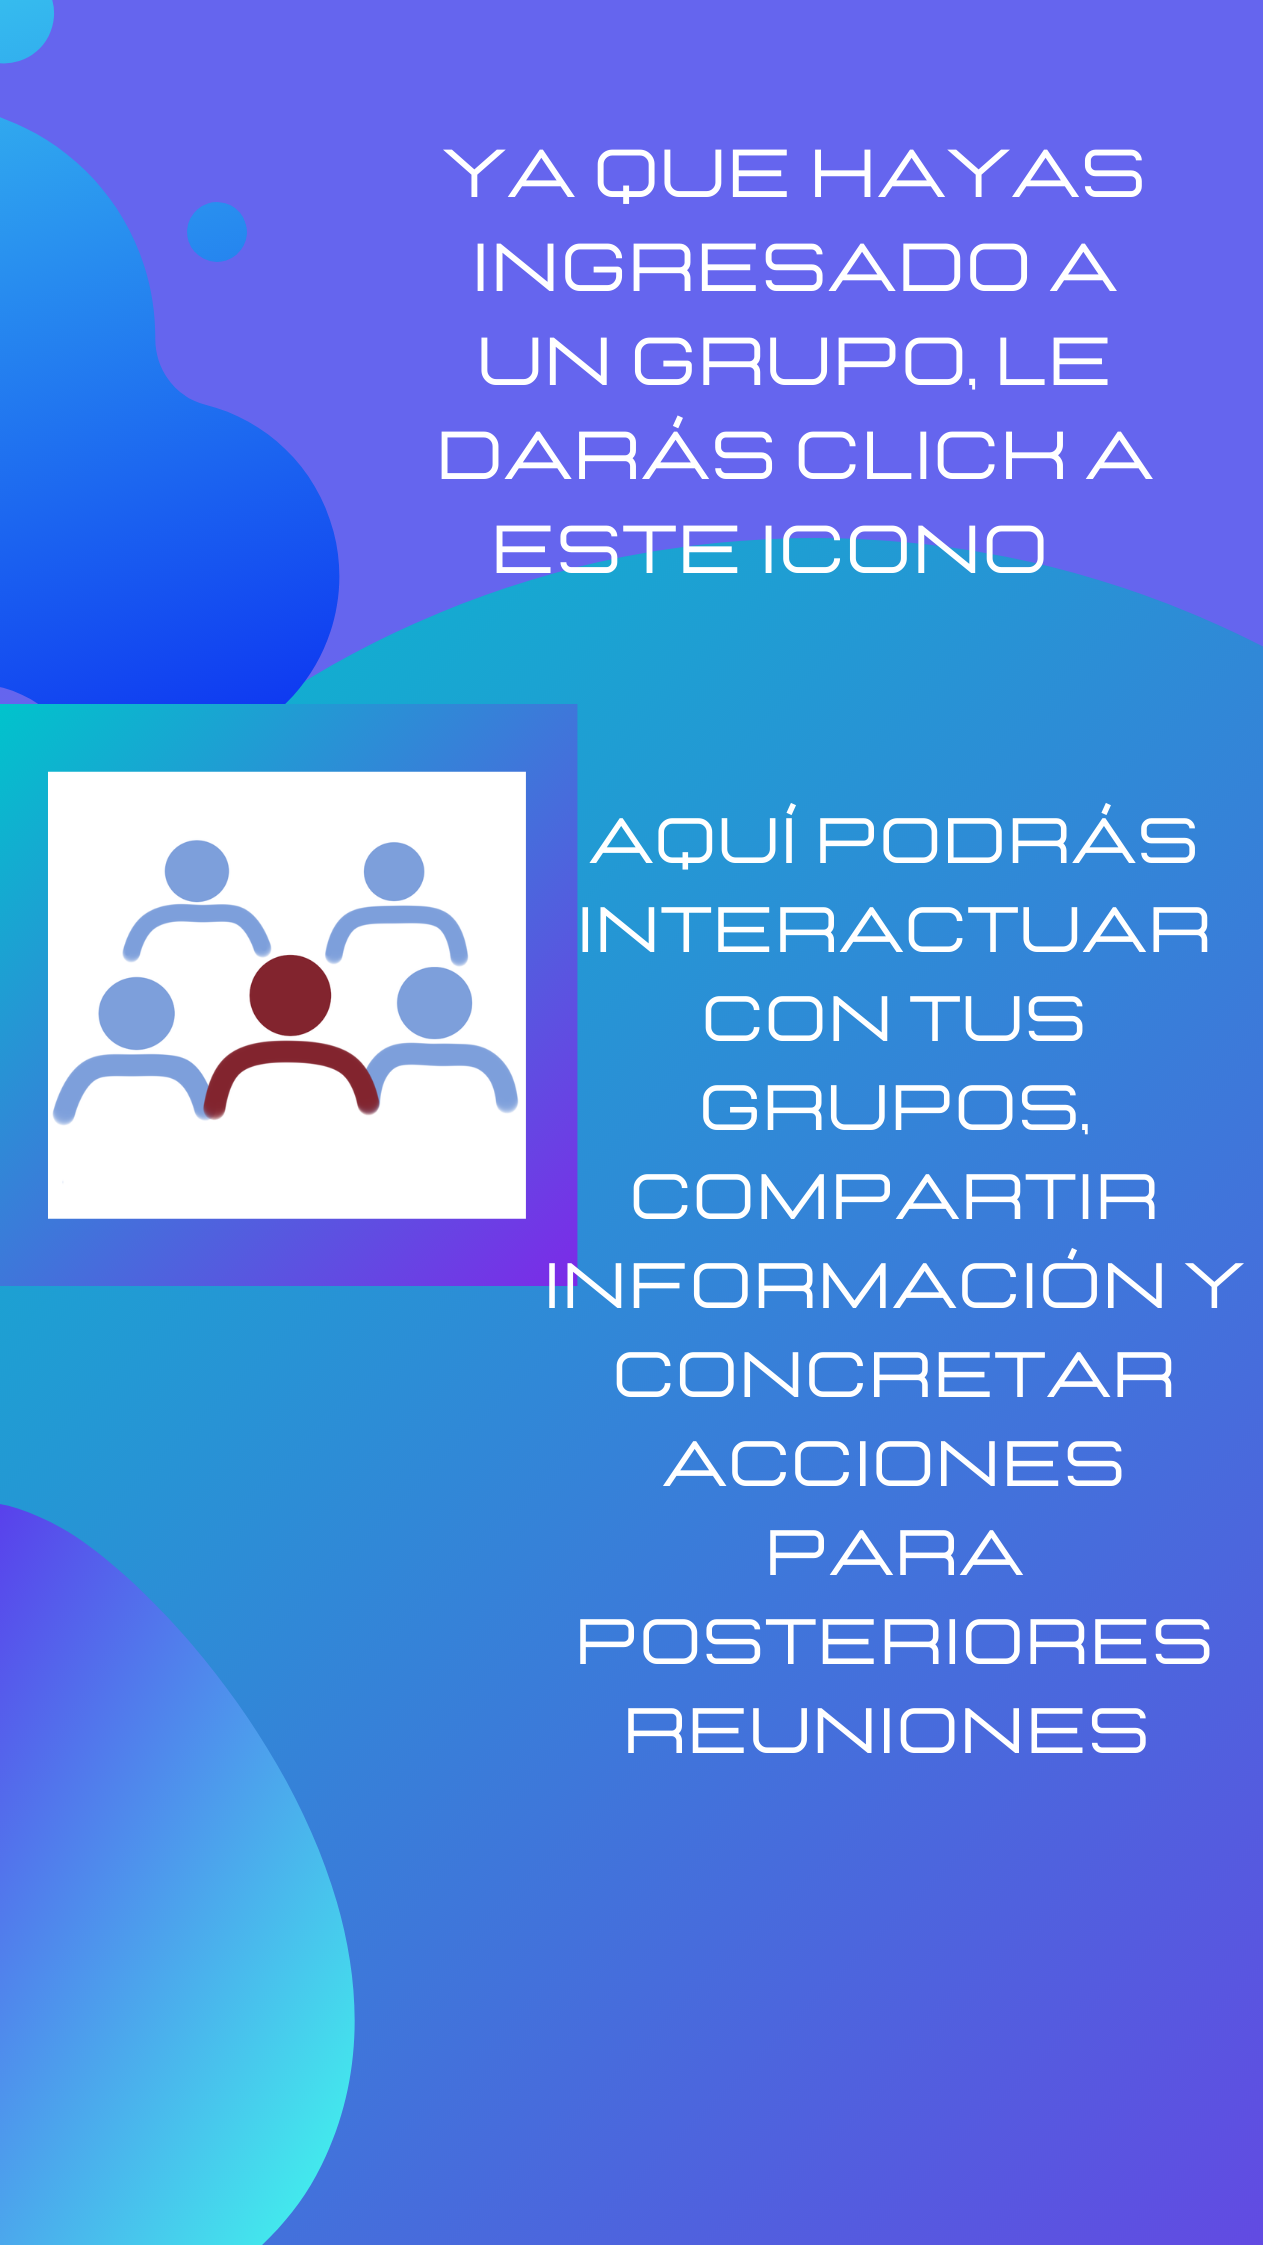 YA QUE HAYAS
INGRESADO A
UN GRUPO, LE
DARÁS CLICK A
ESTE ICONO
AQUÍ PODRÁS
INTERACTUAR
CON TUS
GRUPOS,
COMPARTIR
INFORMACIÓN Y
CONCRETAR
ACCIONES
PARA
POSTERIORES
REUNIONES